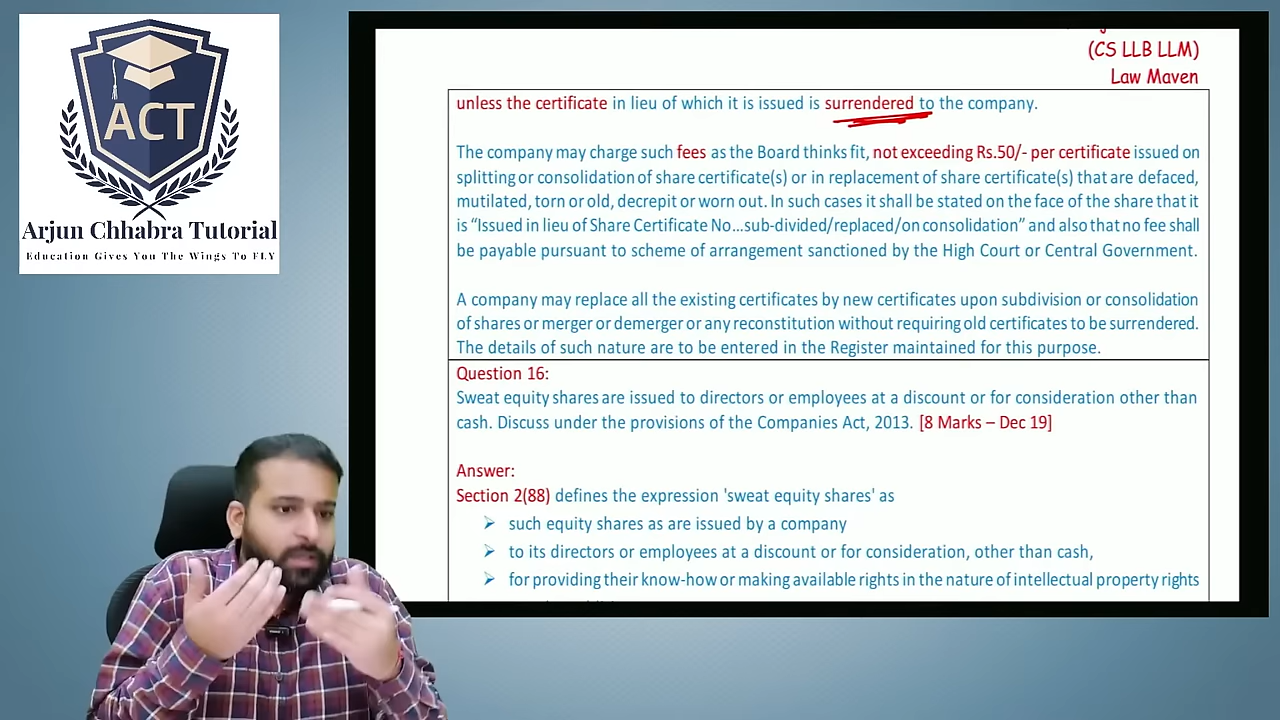 ACT
Arjun Chhabra Tutorial
Education Gives You The Wings To FLY
(CS LLB LLM)
Law Maven
unless the certificate in lieu of which it is issued is surrendered to the company.
The company may charge such fees as the Board thinks fit, not exceeding Rs.50/- per certificate issued on
splitting or consolidation of share certificate(s) or in replacement of share certificate(s) that are defaced,
mutilated, torn or old, decrepit or worn out. In such cases it shall be stated on the face of the share that it
is “Issued in lieu of Share Certificate No...sub-divided/replaced/on consolidation” and also that no fee shall
be payable pursuant to scheme of arrangement sanctioned by the High Court or Central Government.
A company may replace all the existing certificates by new certificates upon subdivision or consolidation
of shares or merger or demerger or any reconstitution without requiring old certificates to be surrendered.
The details of such nature are to be entered in the Register maintained for this purpose.
Question 16:
Sweat equity shares are issued to directors or employees at a discount or for consideration other than
cash. Discuss under the provisions of the Companies Act, 2013. [8 Marks – Dec 19]
Answer:
Section 2(88) defines the expression 'sweat equity shares' as
➢ such equity shares as are issued by a company
➢ to its directors or employees at a discount or for consideration, other than cash,
➢ for providing their know-how or making available rights in the nature of intellectual property rights